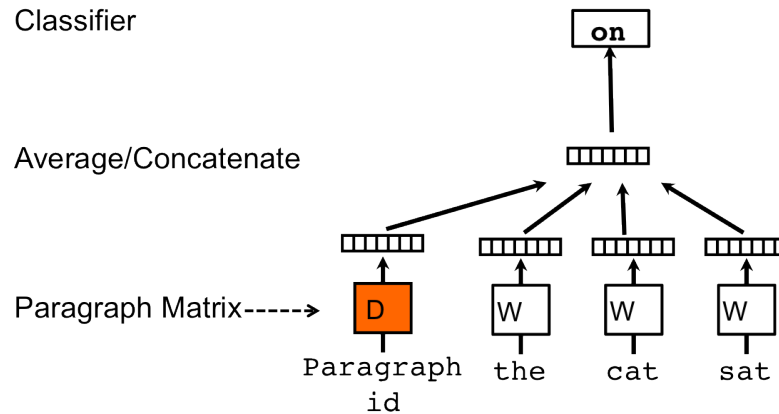 Classifier
on
Average/Concatenate
Paragraph Matrix
D
W
W
W
Paragraph
id
the
cat
sat